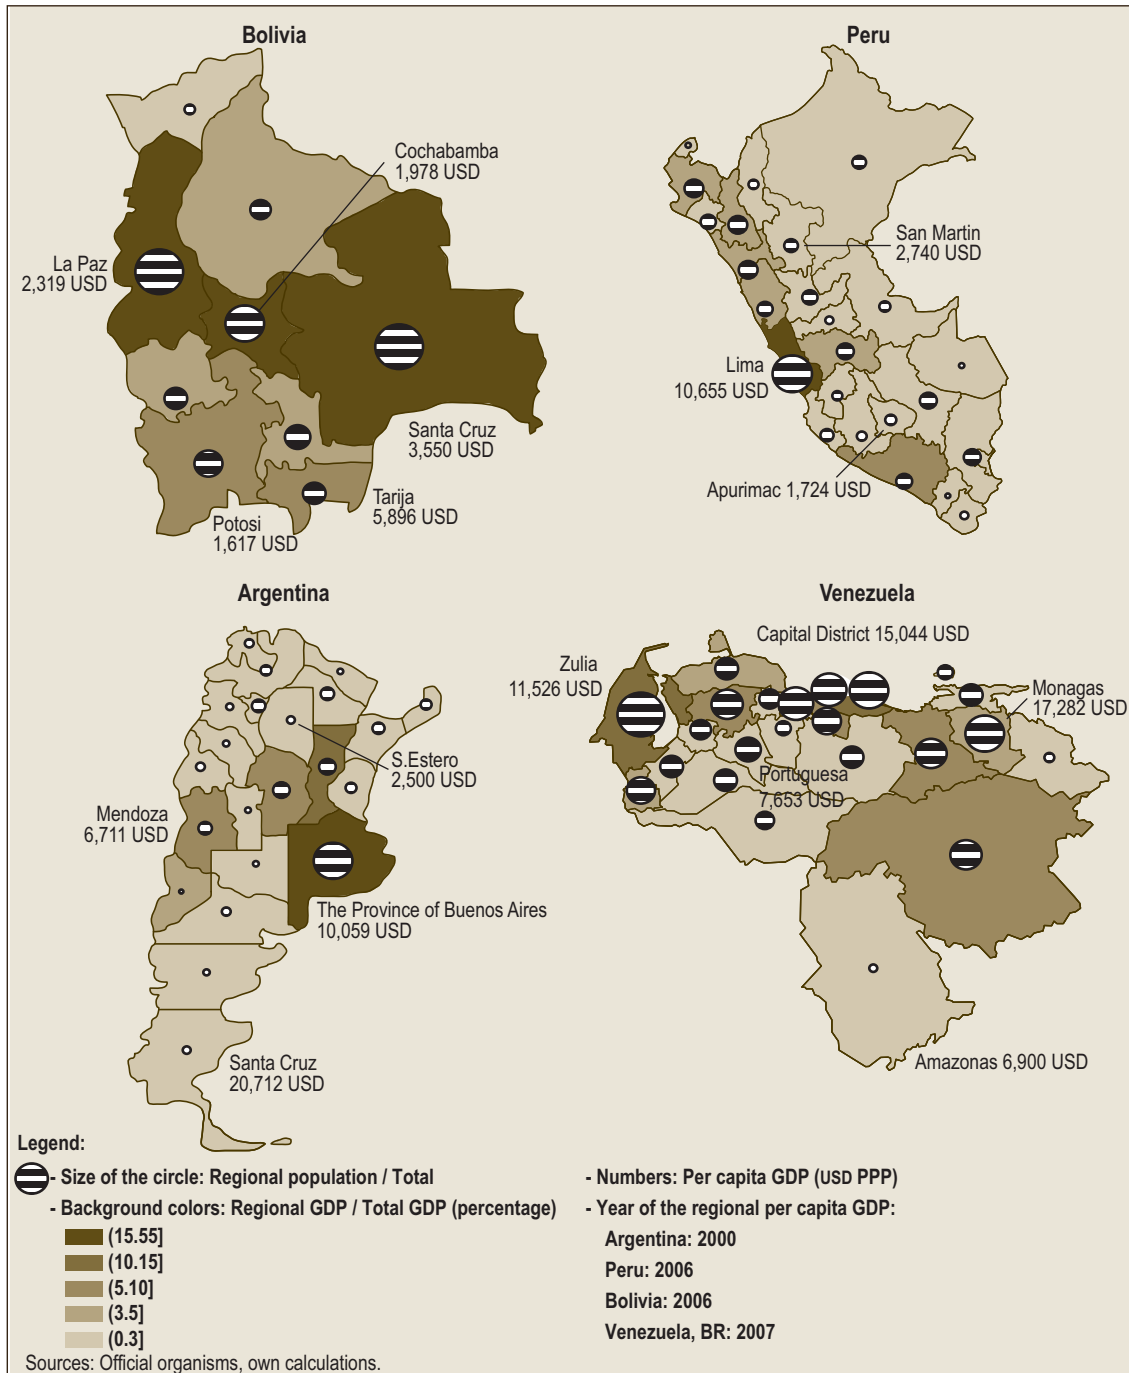 Bolivia
Cochabamba
1,978 USD
La Paz
2,319 USD
Santa Cruz
3,550 USD
Tarija
5,896 USD
Potosi
1,617 USD
Peru
San Martin
2,740 USD
Lima
10,655 USD
Apurimac 1,724 USD
Argentina
S.Estero
2,500 USD
Mendoza
6,711 USD
The Province of Buenos Aires
10,059 USD
Santa Cruz
20,712 USD
Venezuela
Capital District 15,044 USD
Zulia
11,526 USD
Monagas
17,282 USD
Portuguesa
7,653 USD
Amazonas 6,900 USD
Legend:
- Size of the circle: Regional population / Total
- Background colors: Regional GDP / Total GDP (percentage)
(15.55]
(10.15]
(5.10]
(3.5]
(0.3]
- Numbers: Per capita GDP (USD PPP)
- Year of the regional per capita GDP:
Argentina: 2000
Peru: 2006
Bolivia: 2006
Venezuela, BR: 2007
Sources: Official organisms, own calculations.